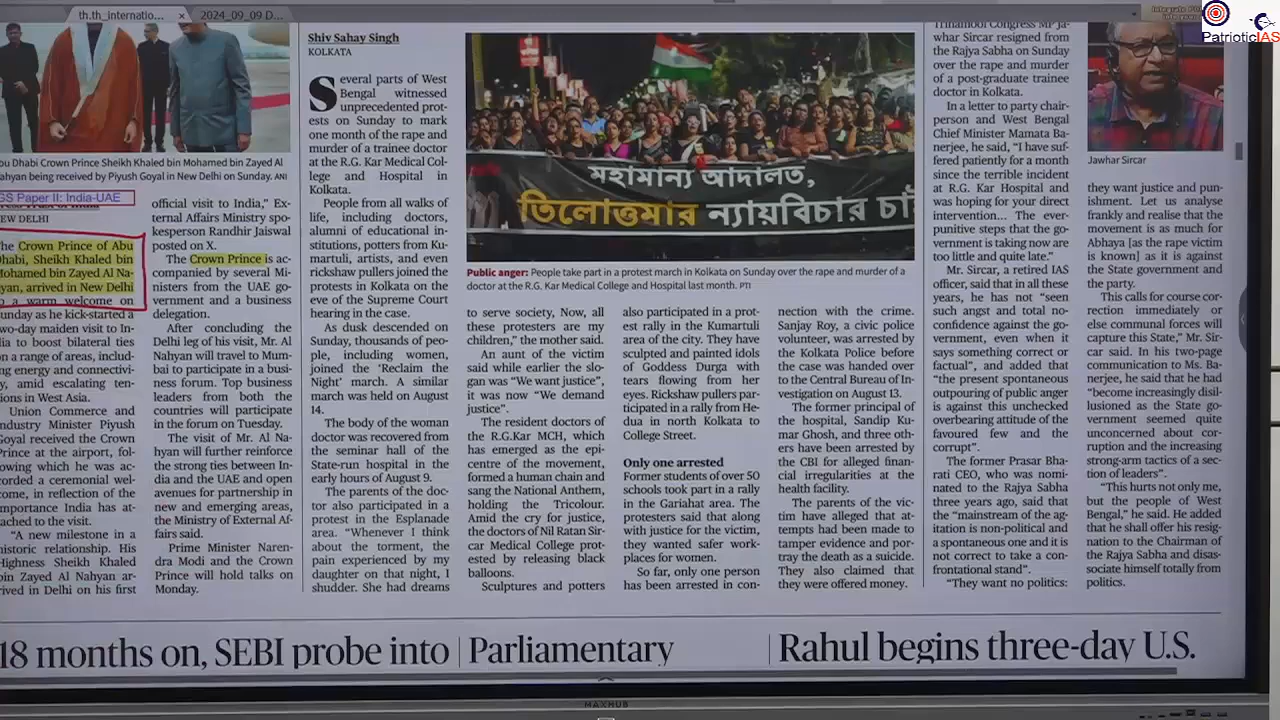 th.th_internatio... ×
2024_09_09 D...
PatrioticIAS
bu Dhabi Crown Prince Sheikh Khaled bin Mohamed bin Zayed Al
ahyan being received by Piyush Goyal in New Delhi on Sunday. ANI
GS Paper II: India-UAE
NEW DELHI
The Crown Prince of Abu
Dhabi, Sheikh Khaled bin
Mohamed bin Zayed Al Na-
yan, arrived in New Delhi
o a warm welcome on
unday as he kick-started a
wo-day maiden visit to In-
dia to boost bilateral ties
on a range of areas, includ-
ng energy and connectivi-
y, amid escalating ten-
ions in West Asia.
Union Commerce and
ndustry Minister Piyush
Goyal received the Crown
Prince at the airport, fol-
owing which he was ac-
corded a ceremonial wel-
come, in reflection of the
mportance India has at-
ached to the visit.
"A new milestone in a
historic relationship. His
Highness Sheikh Khaled
bin Zayed Al Nahyan ar-
rived in Delhi on his first
official visit to India," Ex-
ternal Affairs Ministry spo-
kesperson Randhir Jaiswal
posted on X.
The Crown Prince is ac-
companied by several Mi-
nisters from the UAE go-
vernment and a business
delegation.
After concluding the
Delhi leg of his visit, Mr. Al
Nahyan will travel to Mum-
bai to participate in a busi-
ness forum. Top business
leaders from both the
countries will participate
in the forum on Tuesday.
The visit of Mr. Al Na-
hyan will further reinforce
the strong ties between In-
dia and the UAE and open
avenues for partnership in
new and emerging areas,
the Ministry of External Af-
fairs said.
Prime Minister Naren-
dra Modi and the Crown
Prince will hold talks on
Monday.
Shiv Sahay Singh
KOLKATA
Several parts of West
Bengal witnessed
unprecedented prot-
ests on Sunday to mark
one month of the rape and
murder of a trainee doctor
at the R.G. Kar Medical Col-
lege and Hospital in
Kolkata.
People from all walks of
life, including doctors,
alumni of educational in-
stitutions, potters from Ku-
martuli, artists, and even
rickshaw pullers joined the
protests in Kolkata on the
eve of the Supreme Court
hearing in the case.
As dusk descended on
Sunday, thousands of peo-
ple, including women,
joined the 'Reclaim the
Night' march. A similar
march was held on August
14.
The body of the woman
doctor was recovered from
the seminar hall of the
State-run hospital in the
early hours of August 9.
The parents of the doc-
tor also participated in a
protest in the Esplanade
area. "Whenever I think
about the torment, the
pain experienced by my
daughter on that night, I
shudder. She had dreams
মহামান্য আদালত,
তিলোত্তমার ন্যায়বিচার চা
Public anger: People take part in a protest march in Kolkata on Sunday over the rape and murder of a
doctor at the R.G. Kar Medical College and Hospital last month. PTI
to serve society, Now, all
these protesters are my
children," the mother said.
An aunt of the victim
said while earlier the slo-
gan was "We want justice",
it was now "We demand
justice".
The resident doctors of
the R.G.Kar MCH, which
has emerged as the epi-
centre of the movement,
formed a human chain and
sang the National Anthem,
holding the Tricolour.
Amid the cry for justice,
the doctors of Nil Ratan Sir-
car Medical College prot-
ested by releasing black
balloons.
Sculptures and potters
also participated in a prot-
est rally in the Kumartuli
area of the city. They have
sculpted and painted idols
of Goddess Durga with
tears flowing from her
eyes. Rickshaw pullers par-
ticipated in a rally from He-
dua in north Kolkata to
College Street.
Only one arrested
Former students of over 50
schools took part in a rally
in the Gariahat area. The
protesters said that along
with justice for the victim,
they wanted safer work-
places for women.
So far, only one person
has been arrested in con-
nection with the crime.
Sanjay Roy, a civic police
volunteer, was arrested by
the Kolkata Police before
the case was handed over
to the Central Bureau of In-
vestigation on August 13.
The former principal of
the hospital, Sandip Ku-
mar Ghosh, and three oth-
ers have been arrested by
the CBI for alleged finan-
cial irregularities at the
health facility.
The parents of the vic-
tim have alleged that at-
tempts had been made to
tamper evidence and por-
tray the death as a suicide.
They also claimed that
they were offered money.
Trinamool Congress MP Ja-
whar Sircar resigned from
the Rajya Sabha on Sunday
over the rape and murder
of a post-graduate trainee
doctor in Kolkata.
In a letter to party chair-
person and West Bengal
Chief Minister Mamata Ba-
nerjee, he said, "I have suf-
fered patiently for a month
since the terrible incident
at R.G. Kar Hospital and
was hoping for your direct
intervention... The ever-
punitive steps that the go-
vernment is taking now are
too little and quite late."
Mr. Sircar, a retired IAS
officer, said that in all these
years, he has not "seen
such angst and total no-
confidence against the go-
vernment, even when it
says something correct or
factual", and added that
"the present spontaneous
outpouring of public anger
is against this unchecked
overbearing attitude of the
favoured few and the
corrupt".
The former Prasar Bha-
rati CEO, who was nomi-
nated to the Rajya Sabha
three years ago, said that
the "mainstream of the ag-
itation is non-political and
a spontaneous one and it is
not correct to take a con-
frontational stand".
"They want no politics:
Jawhar Sircar
they want justice and pun-
ishment. Let us analyse
frankly and realise that the
movement is as much for
Abhaya [as the rape victim
is known] as it is against
the State government and
the party.
This calls for course cor-
rection immediately or
else communal forces will
capture this State," Mr. Sir-
car said. In his two-page
communication to Ms. Ba-
nerjee, he said that he had
"become increasingly disil-
lusioned as the State go-
vernment seemed quite
unconcerned about cor-
ruption and the increasing
strong-arm tactics of a sec-
tion of leaders".
"This hurts not only me,
but the people of West
Bengal," he said. He added
that he shall offer his resig-
nation to the Chairman of
the Rajya Sabha and disas-
sociate himself totally from
politics.
18 months on, SEBI probe into
Parliamentary
Rahul begins three-day U.S.
MAXHUB